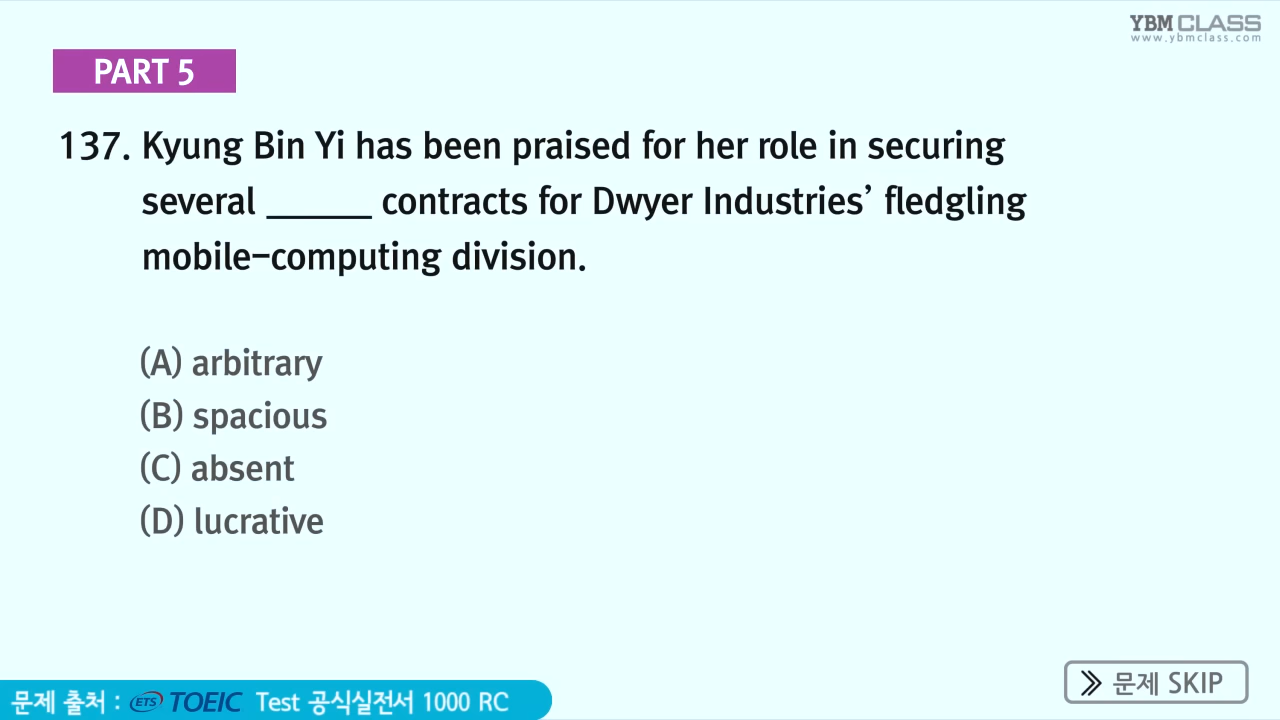 YBM CLASS
www.ybmclass.com
PART 5
137. Kyung Bin Yi has been praised for her role in securing
several ______ contracts for Dwyer Industries’ fledgling
mobile-computing division.
(A) arbitrary
(B) spacious
(C) absent
(D) lucrative
문제 SKIP
문제 출처 : ETS TOEIC Test 공식실전서 1000 RC